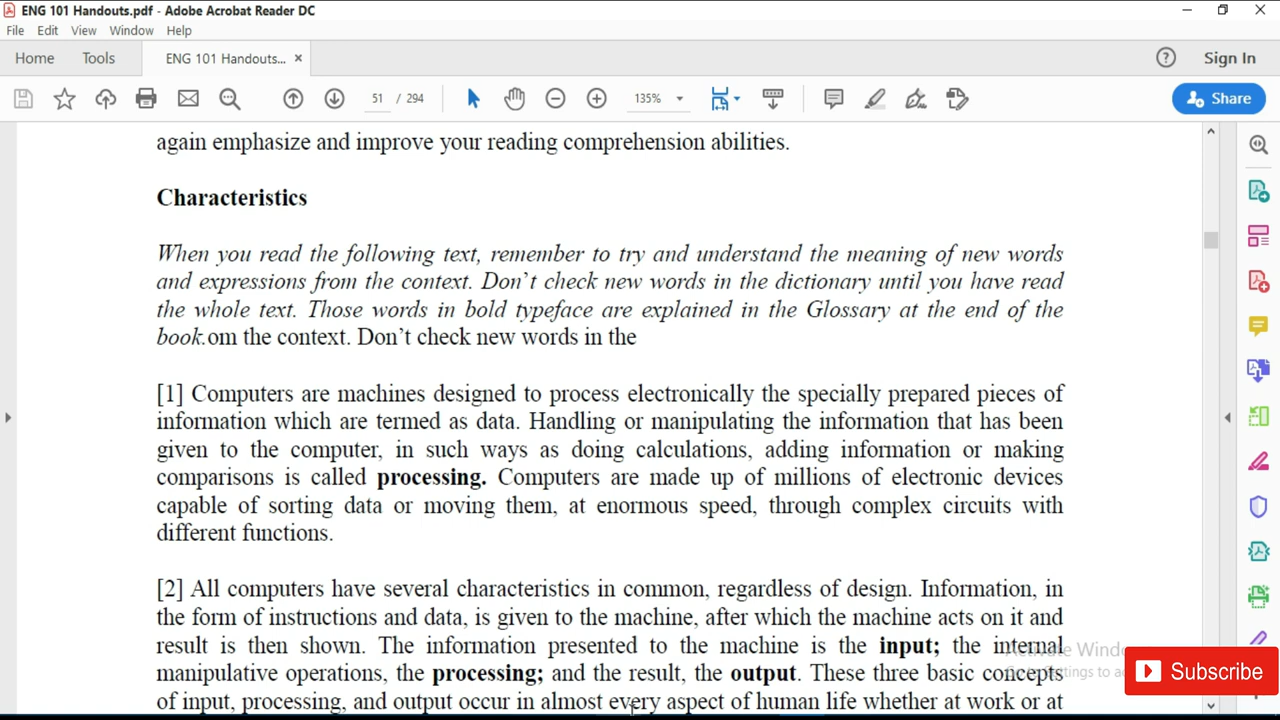 ENG 101 Handouts.pdf - Adobe Acrobat Reader DC
File Edit View Window Help
Home Tools ENG 101 Handouts... × ? Sign In
51 / 294 135% Share
again emphasize and improve your reading comprehension abilities.
Characteristics
When you read the following text, remember to try and understand the meaning of new words
and expressions from the context. Don't check new words in the dictionary until you have read
the whole text. Those words in bold typeface are explained in the Glossary at the end of the
book.om the context. Don't check new words in the
[1] Computers are machines designed to process electronically the specially prepared pieces of
information which are termed as data. Handling or manipulating the information that has been
given to the computer, in such ways as doing calculations, adding information or making
comparisons is called processing. Computers are made up of millions of electronic devices
capable of sorting data or moving them, at enormous speed, through complex circuits with
different functions.
[2] All computers have several characteristics in common, regardless of design. Information, in
the form of instructions and data, is given to the machine, after which the machine acts on it and
result is then shown. The information presented to the machine is the input; the internal
manipulative operations, the processing; and the result, the output. These three basic concepts
of input, processing, and output occur in almost every aspect of human life whether at work or at
Activate Windo
Go to Settings to a
Subscribe